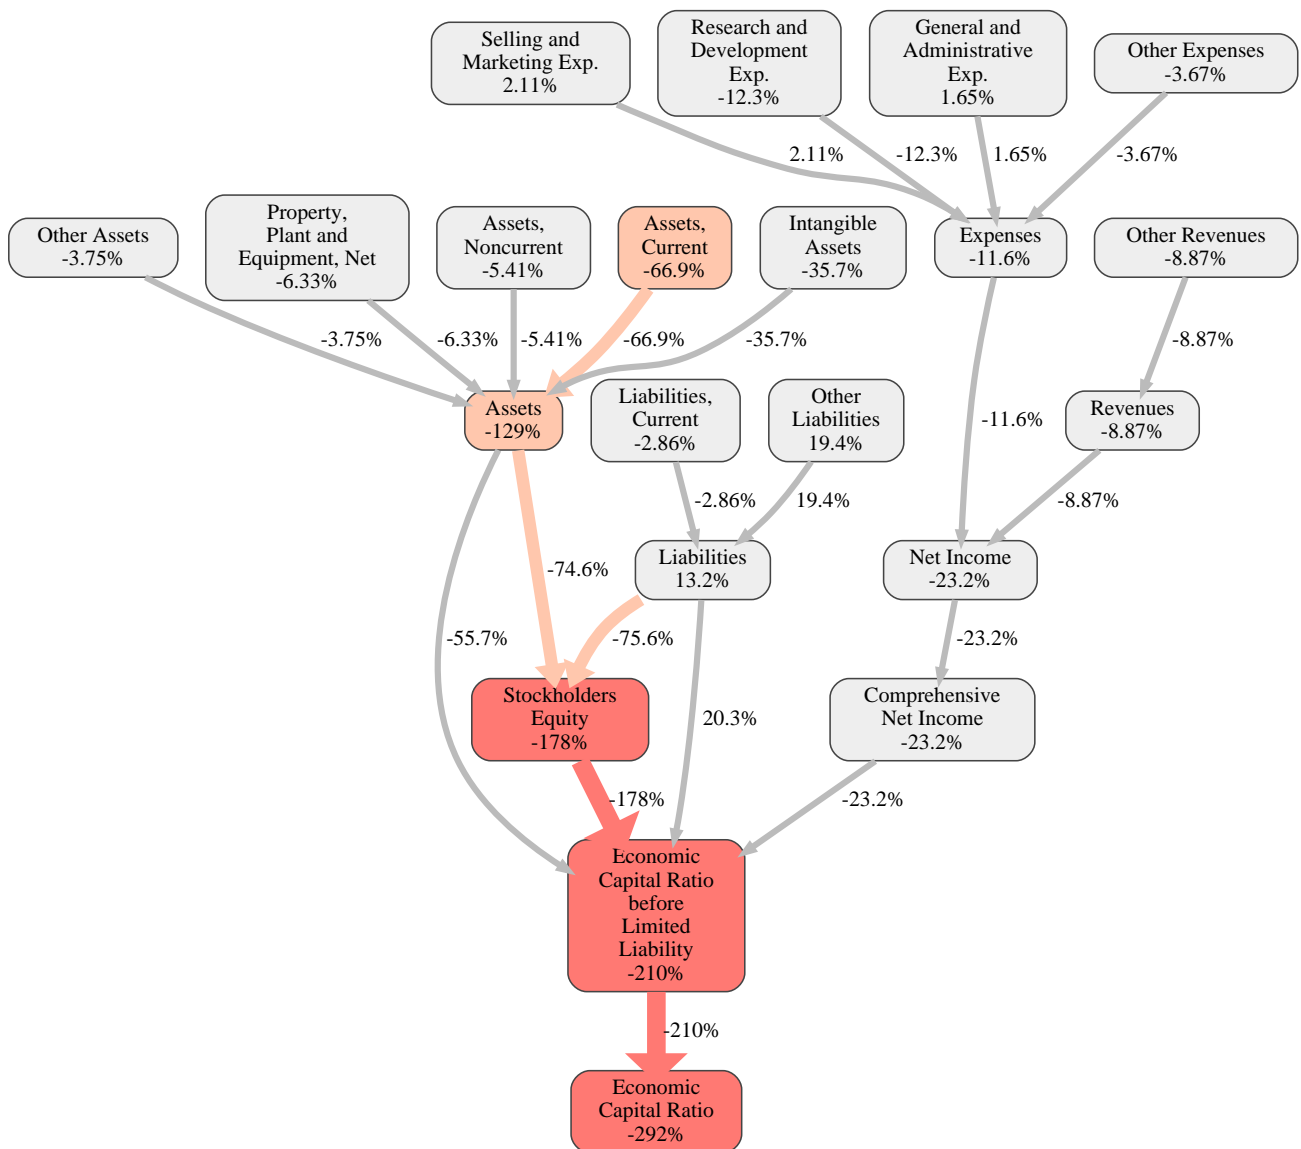 Selling and
Marketing Exp.
2.11%
Research and
Development
Exp.
-12.3%
General and
Administrative
Exp.
1.65%
Other Expenses
-3.67%
2.11%
-12.3%
1.65%
-3.67%
Other Assets
-3.75%
Property,
Plant and
Equipment, Net
-6.33%
Assets,
Noncurrent
-5.41%
Assets,
Current
-66.9%
Intangible
Assets
-35.7%
Expenses
-11.6%
Other Revenues
-8.87%
-3.75%
-6.33%
-5.41%
-66.9%
-35.7%
-8.87%
Assets
-129%
Liabilities,
Current
-2.86%
Other
Liabilities
19.4%
-11.6%
Revenues
-8.87%
-2.86%
19.4%
-8.87%
-74.6%
Liabilities
13.2%
Net Income
-23.2%
-55.7%
-75.6%
-23.2%
Stockholders
Equity
-178%
20.3%
Comprehensive
Net Income
-23.2%
-178%
-23.2%
Economic
Capital Ratio
before
Limited
Liability
-210%
-210%
Economic
Capital Ratio
-292%